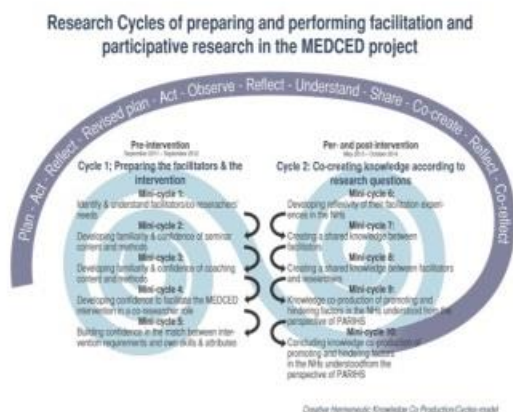 Research Cycles of preparing and performing facilitation and
participative research in the MEDCED project
Plan - Act - Reflect - Revised plan - Act - Observe - Reflect - Understand - Share - Co-create - Reflect - Co-reflect
Pre-intervention
Cycle 1; Preparing the facilitators & the
intervention
Mini-cycle 1:
Identify & understand facilitators/co reseachers'
needs
Mini-cycle 2:
Developing familiarity & confidence of seminar
content and methods
Mini-cycle 3:
Developing familiarity & confidence of coaching
content and methods
Mini-cycle 4:
Developing confidence to facilitate the MEDCED
intervention in a co-researcher role
Mini-cycle 5:
Building confidence in the match between inter-
vention requirements and own skills & attributes
Per- and post-intervention
Cycle 2: Co-creating knowledge according to
research questions
Mini-cycle 6:
Developing reflexivity of their facilitation experi-
ences in the NHs
Mini-cycle 7:
Creating a shared knowledge between
facilitators
Mini-cycle 8:
Creating a shared knowledge between facilitators
and researchers
Mini-cycle 9:
Knowledge co-production of promoting and
hindering factors in the NHs understood from the
perspective of PARIHS
Mini-cycle 10:
Concluding knowledge co-production of
promoting and hindering factors
in the NHs understoodfrom the
perspective of PARIHS
Creative Hermeneutic Knowledge Co Production/Cycles-model